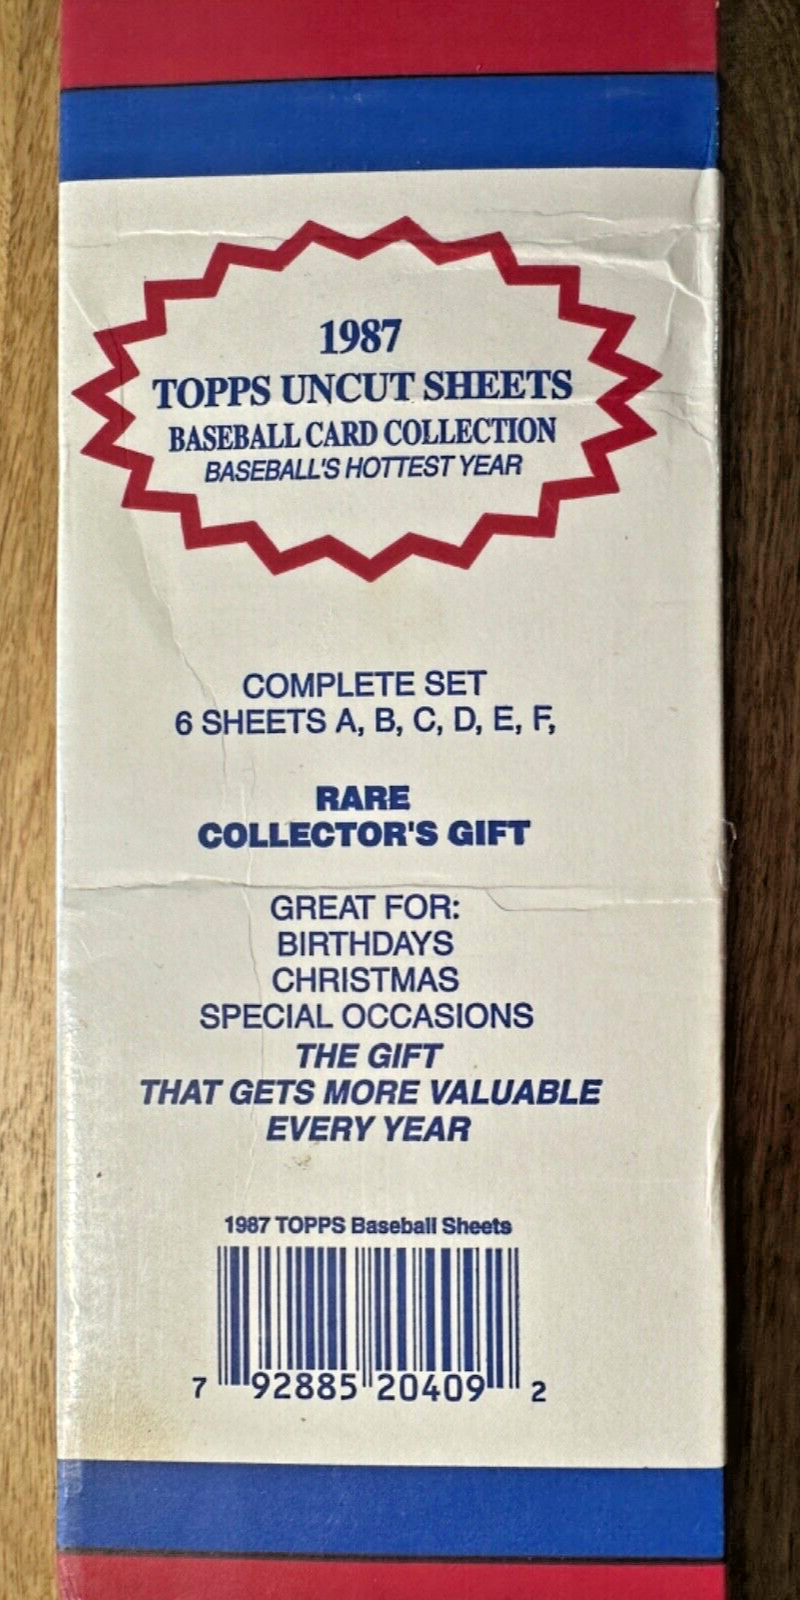 1987
TOPPS UNCUT SHEETS
BASEBALL CARD COLLECTION
BASEBALL'S HOTTEST YEAR
COMPLETE SET
6 SHEETS A, B, C, D, E, F,
RARE
COLLECTOR'S GIFT
GREAT FOR:
BIRTHDAYS
CHRISTMAS
SPECIAL OCCASIONS
THE GIFT
THAT GETS MORE VALUABLE
EVERY YEAR
1987 TOPPS Baseball Sheets
7 92885 20409 2